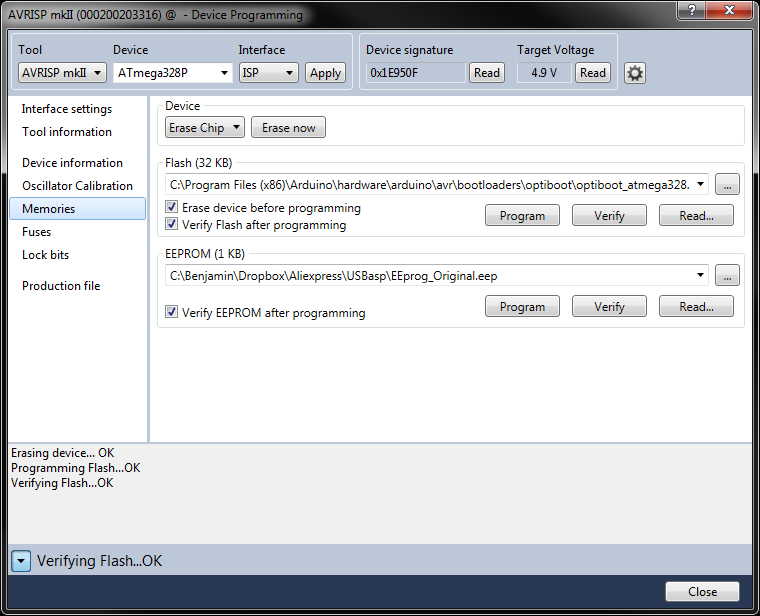 AVRISP mkII (000200203316) @  - Device Programming
?
Tool Device Interface Device signature Target Voltage
AVRISP mkII ATmega328P ISP Apply 0x1E950F Read 4.9 V Read
Interface settings
Tool information
Device information
Oscillator Calibration
Memories
Fuses
Lock bits
Production file
Device
Erase Chip Erase now
Flash (32 KB)
C:\Program Files (x86)\Arduino\hardware\arduino\avr\bootloaders\optiboot\optiboot_atmega328. ...
Erase device before programming
Verify Flash after programming
Program Verify Read...
EEPROM (1 KB)
C:\Benjamin\Dropbox\Aliexpress\USBasp\EEprog_Original.eep ...
Verify EEPROM after programming
Program Verify Read...
Erasing device... OK
Programming Flash...OK
Verifying Flash...OK
Verifying Flash...OK
Close